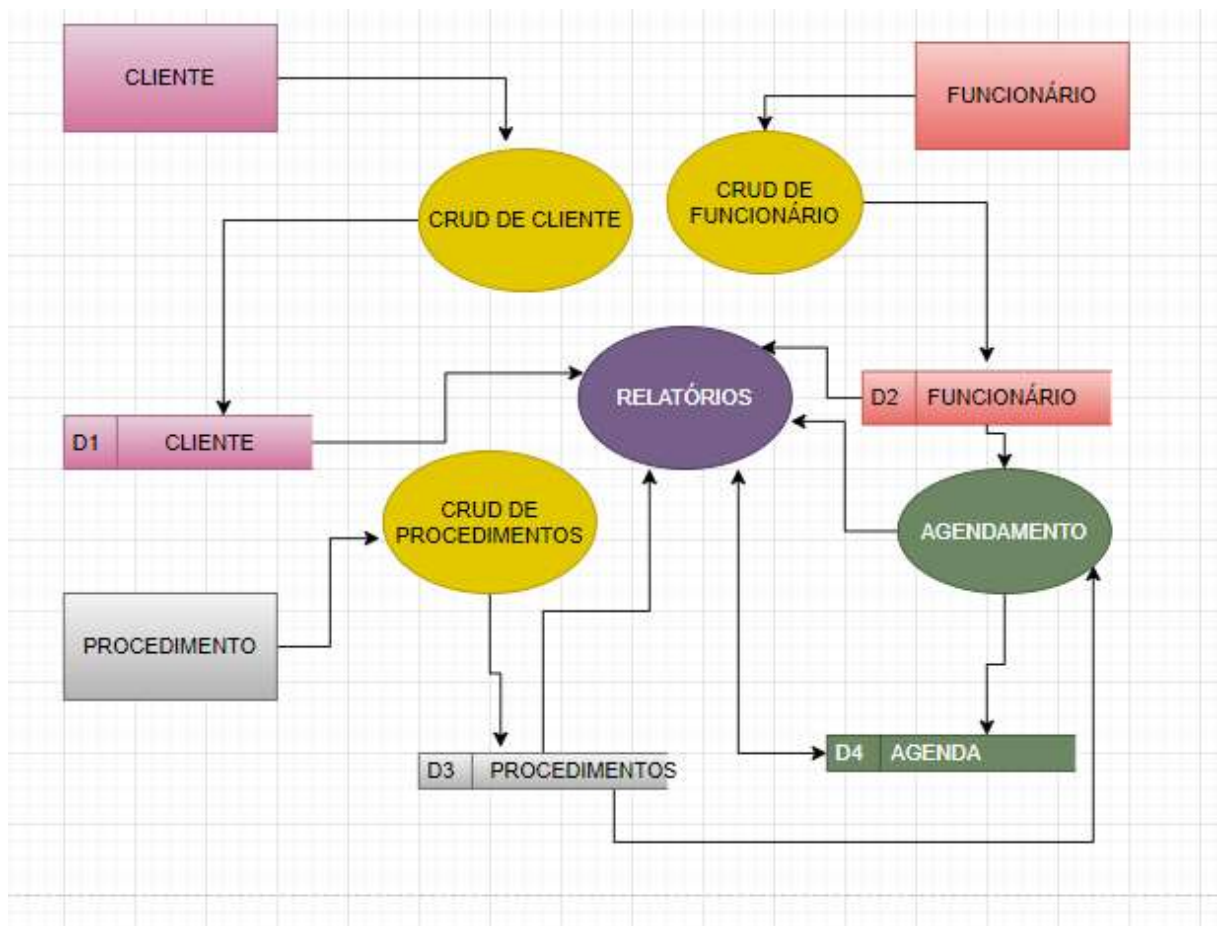 CLIENTE
FUNCIONÁRIO
CRUD DE CLIENTE
CRUD DE
FUNCIONÁRIO
RELATÓRIOS
D2 FUNCIONÁRIO
D1 CLIENTE
CRUD DE
PROCEDIMENTOS
AGENDAMENTO
PROCEDIMENTO
D4 AGENDA
D3 PROCEDIMENTOS